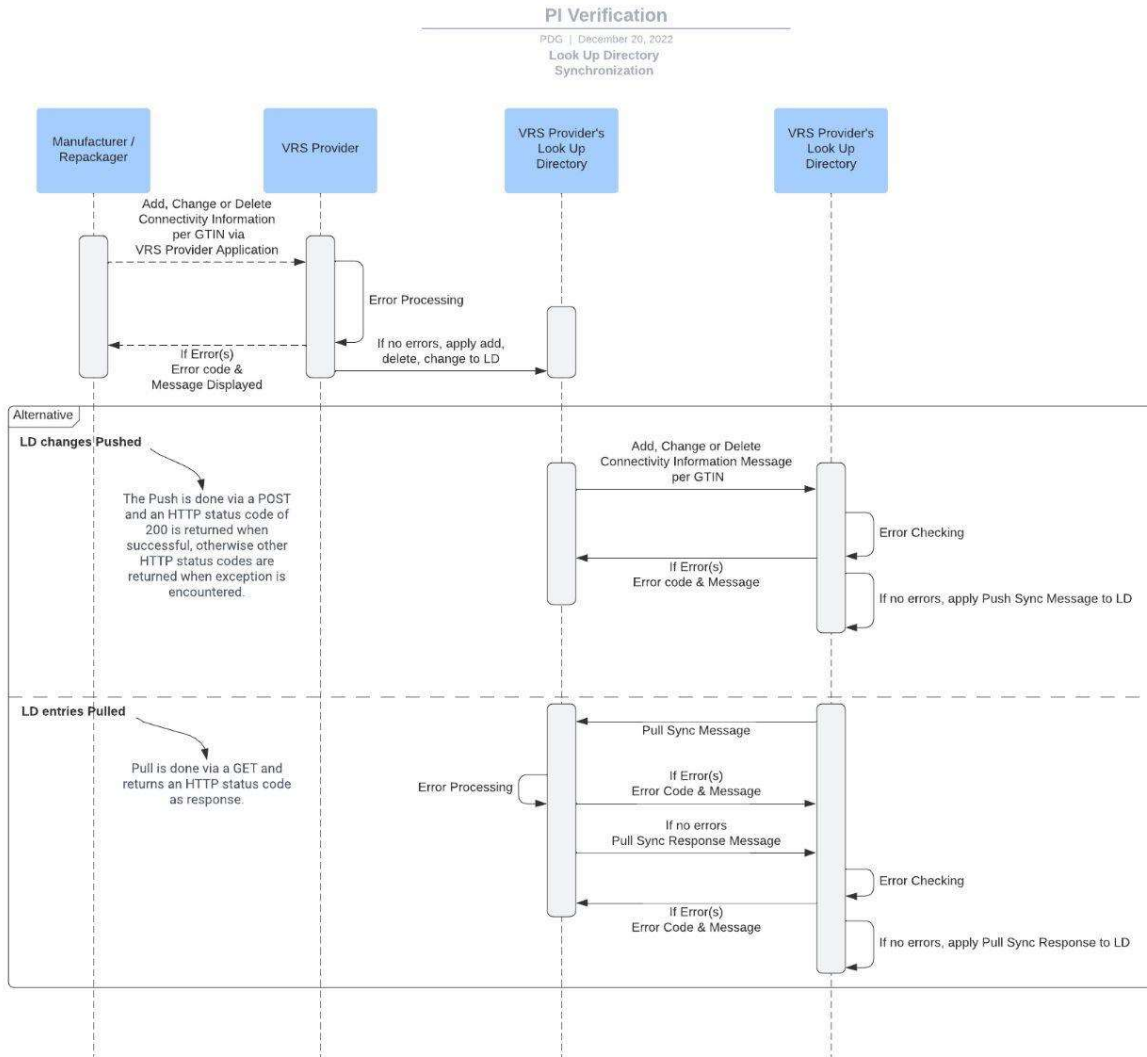 PI Verification
PDG | December 20, 2022
Look Up Directory
Synchronization
Manufacturer /
Repackager
VRS Provider
VRS Provider's
Look Up
Directory
VRS Provider's
Look Up
Directory
Add, Change or Delete
Connectivity Information
per GTIN via
VRS Provider Application
Error Processing
If Error(s)
Error code &
Message Displayed
If no errors, apply add,
delete, change to LD
Alternative
LD changes Pushed
The Push is done via a POST
and an HTTP status code of
200 is returned when
successful, otherwise other
HTTP status codes are
returned when exception is
encountered.
Add, Change or Delete
Connectivity Information Message
per GTIN
Error Checking
If Error(s)
Error code & Message
If no errors, apply Push Sync Message to LD
LD entries Pulled
Pull is done via a GET and
returns an HTTP status code
as response.
Pull Sync Message
Error Processing
If Error(s)
Error Code & Message
If no errors
Pull Sync Response Message
Error Checking
If Error(s)
Error Code & Message
If no errors, apply Pull Sync Response to LD